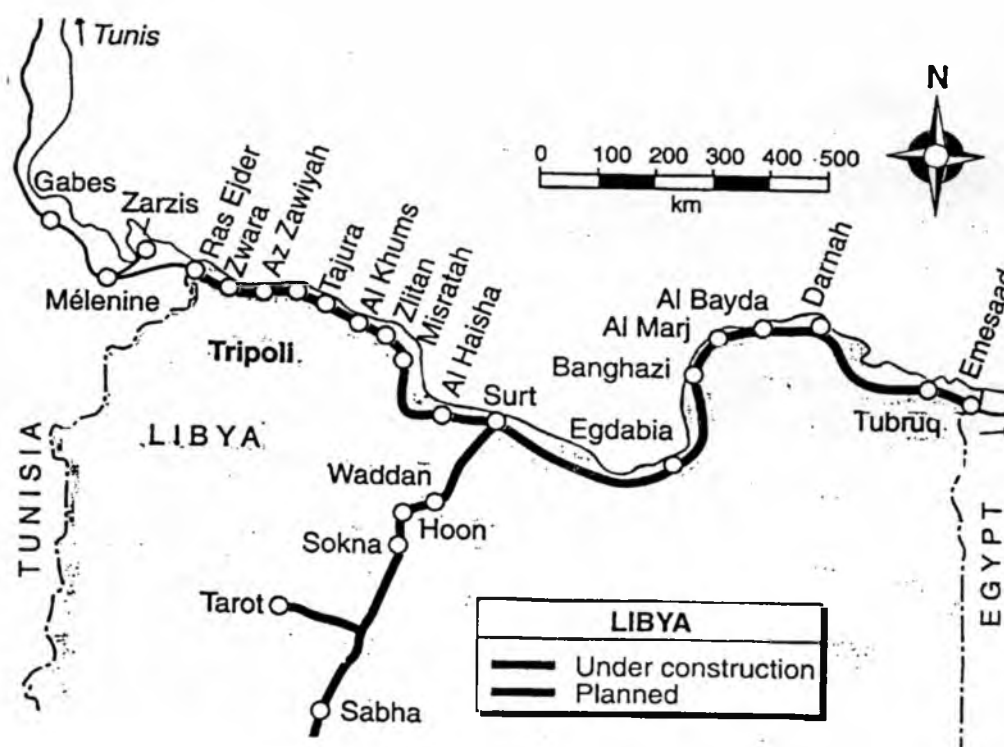 Tunis
N
0 100 200 300 400 500
km
Gabes
Zarzis
Ras Ejder
Zwara
Az Zawiyah
Tajura
Al Khums
Zlitan
Misratah
Al Haisha
Mélenine
Tripoli
Surt
Al Bayda
Darnah
Al Marj
Banghazi
Egdabia
Tubruq
Emesaad
LIBYA
TUNISIA
EGYPT
Waddan
Hoon
Sokna
Tarot
Sabha
LIBYA
Under construction
Planned